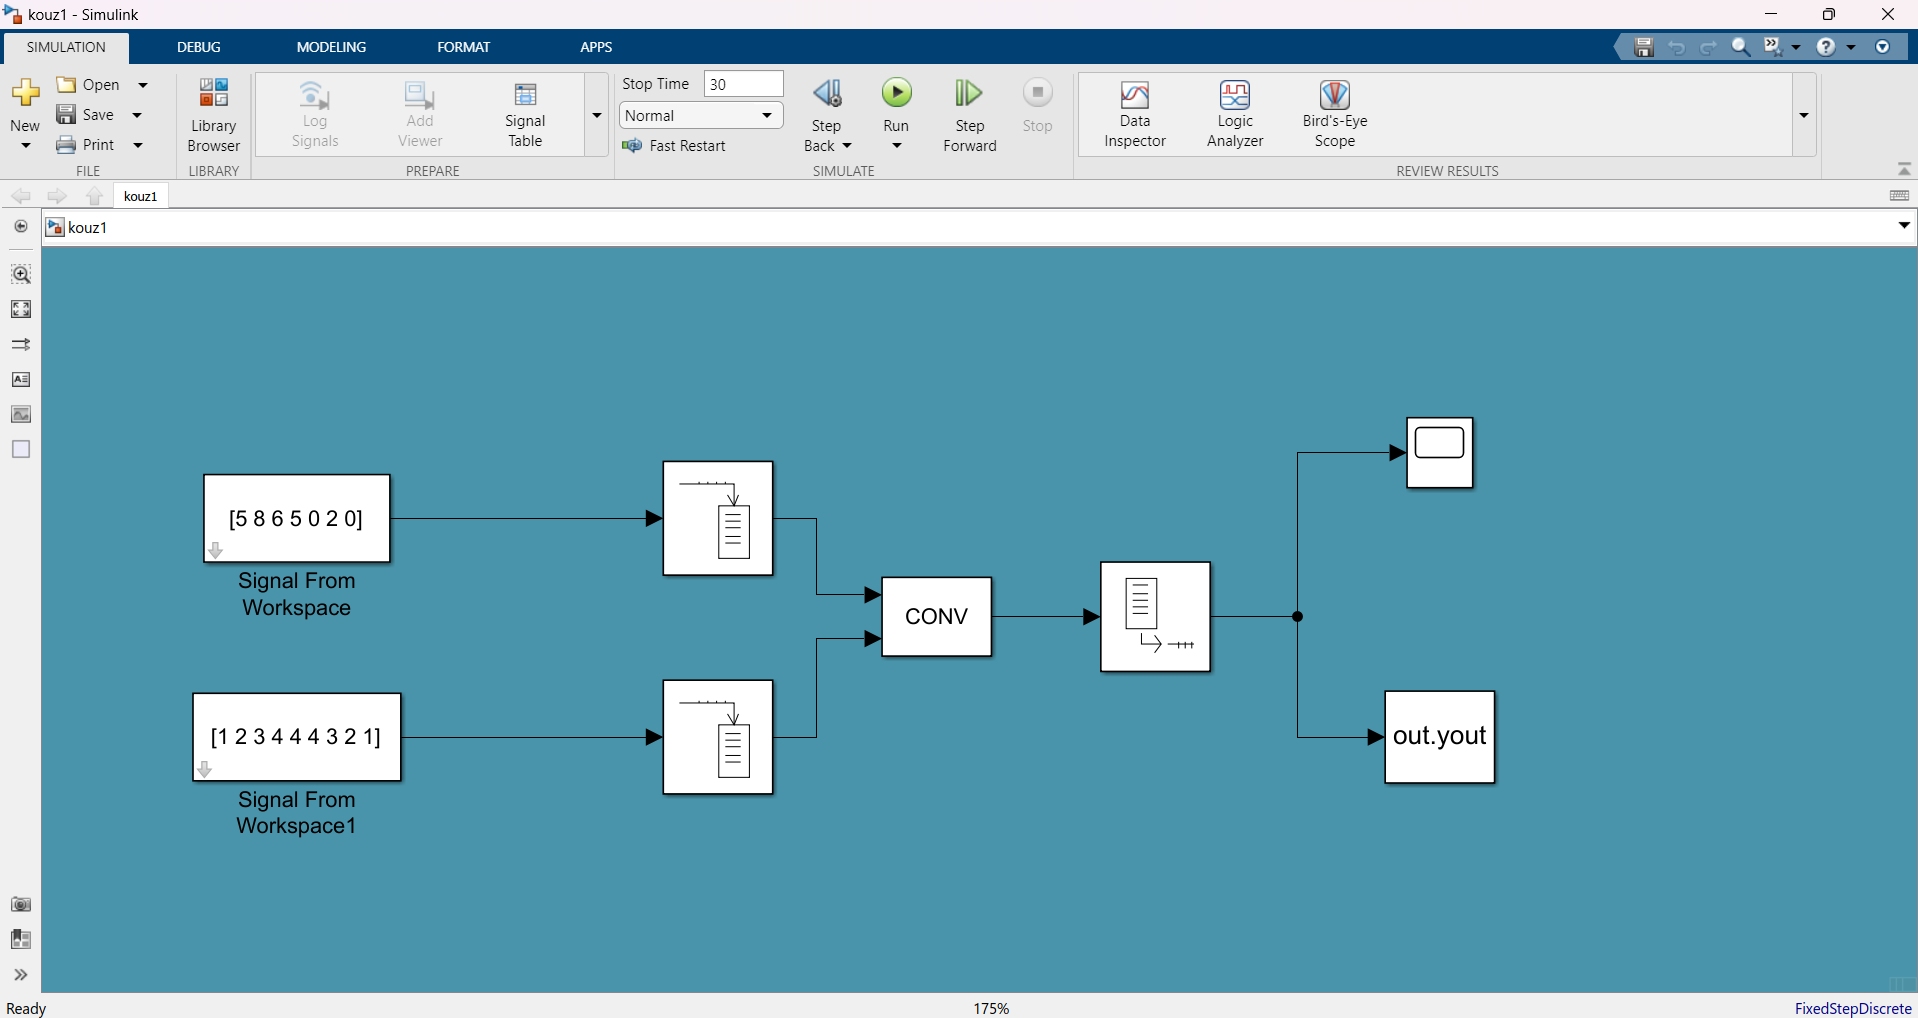 kouz1 - Simulink
SIMULATION DEBUG MODELING FORMAT APPS
New
Open
Save
Print
FILE
Library
Browser
LIBRARY
Log
Signals
Add
Viewer
Signal
Table
PREPARE
Stop Time 30
Normal
Fast Restart
Step
Back
Run
Step
Forward
Stop
SIMULATE
Data
Inspector
Logic
Analyzer
Bird's-Eye
Scope
REVIEW RESULTS
kouz1
kouz1
[5 8 6 5 0 2 0]
Signal From
Workspace
CONV
[1 2 3 4 4 4 3 2 1]
Signal From
Workspace1
out.yout
Ready 175% FixedStepDiscrete